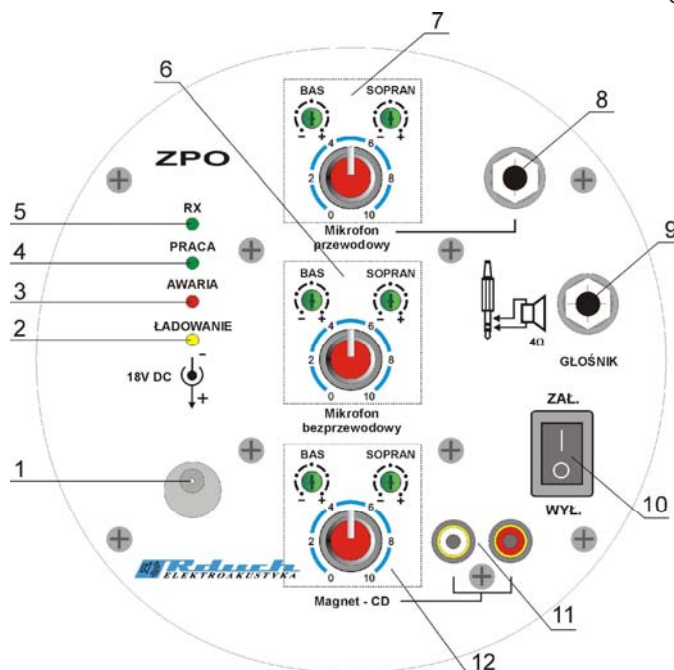 7
6
8
BAS SOPRAN
ZPO
- + - +
4 6
2 8
0 10
Mikrofon
przewodowy
5 RX
4 PRACA
3 AWARIA
2 ŁADOWANIE
-
18V DC
+
1
BAS SOPRAN
- + - +
4 6
2 8
0 10
Mikrofon
bezprzewodowy
9
4Ω
GŁOŚNIK
ZAŁ.
I
O
WYŁ.
10
BAS SOPRAN
- + - +
4 6
2 8
0 10
Magnet - CD
11
12
Rduch
ELEKTROAKUSTYKA